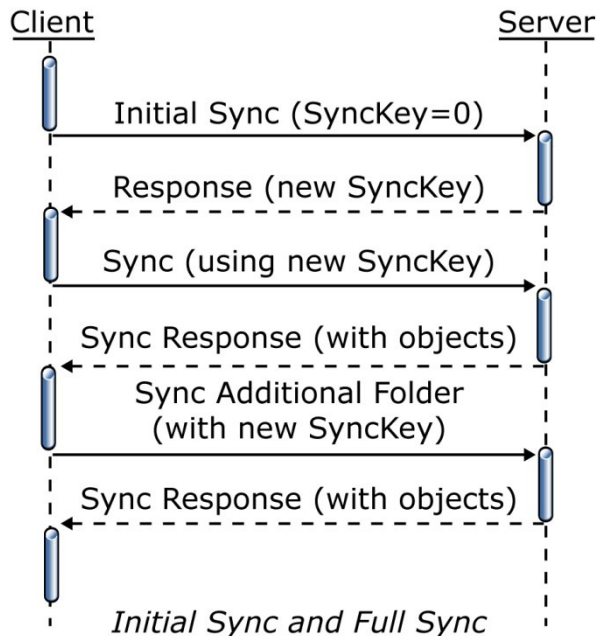 Client
Server
Initial Sync (SyncKey=0)
Response (new SyncKey)
Sync (using new SyncKey)
Sync Response (with objects)
Sync Additional Folder
(with new SyncKey)
Sync Response (with objects)
Initial Sync and Full Sync